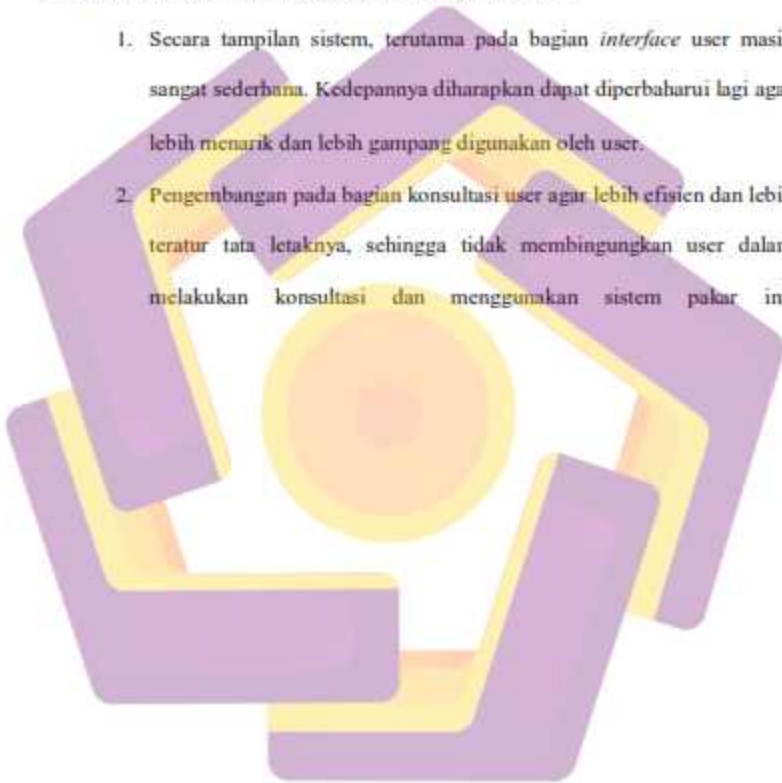 1. Secara tampilan sistem, terutama pada bagian interface user masi
sangat sederhana. Kedepannya diharapkan dapat diperbaharui lagi aga
lebih menarik dan lebih gampang digunakan oleh user.
2. Pengembangan pada bagian konsultasi user agar lebih efisien dan lebi
teratur tata letaknya, sehingga tidak membingungkan user dalam
melakukan konsultasi dan menggunakan sistem pakar in